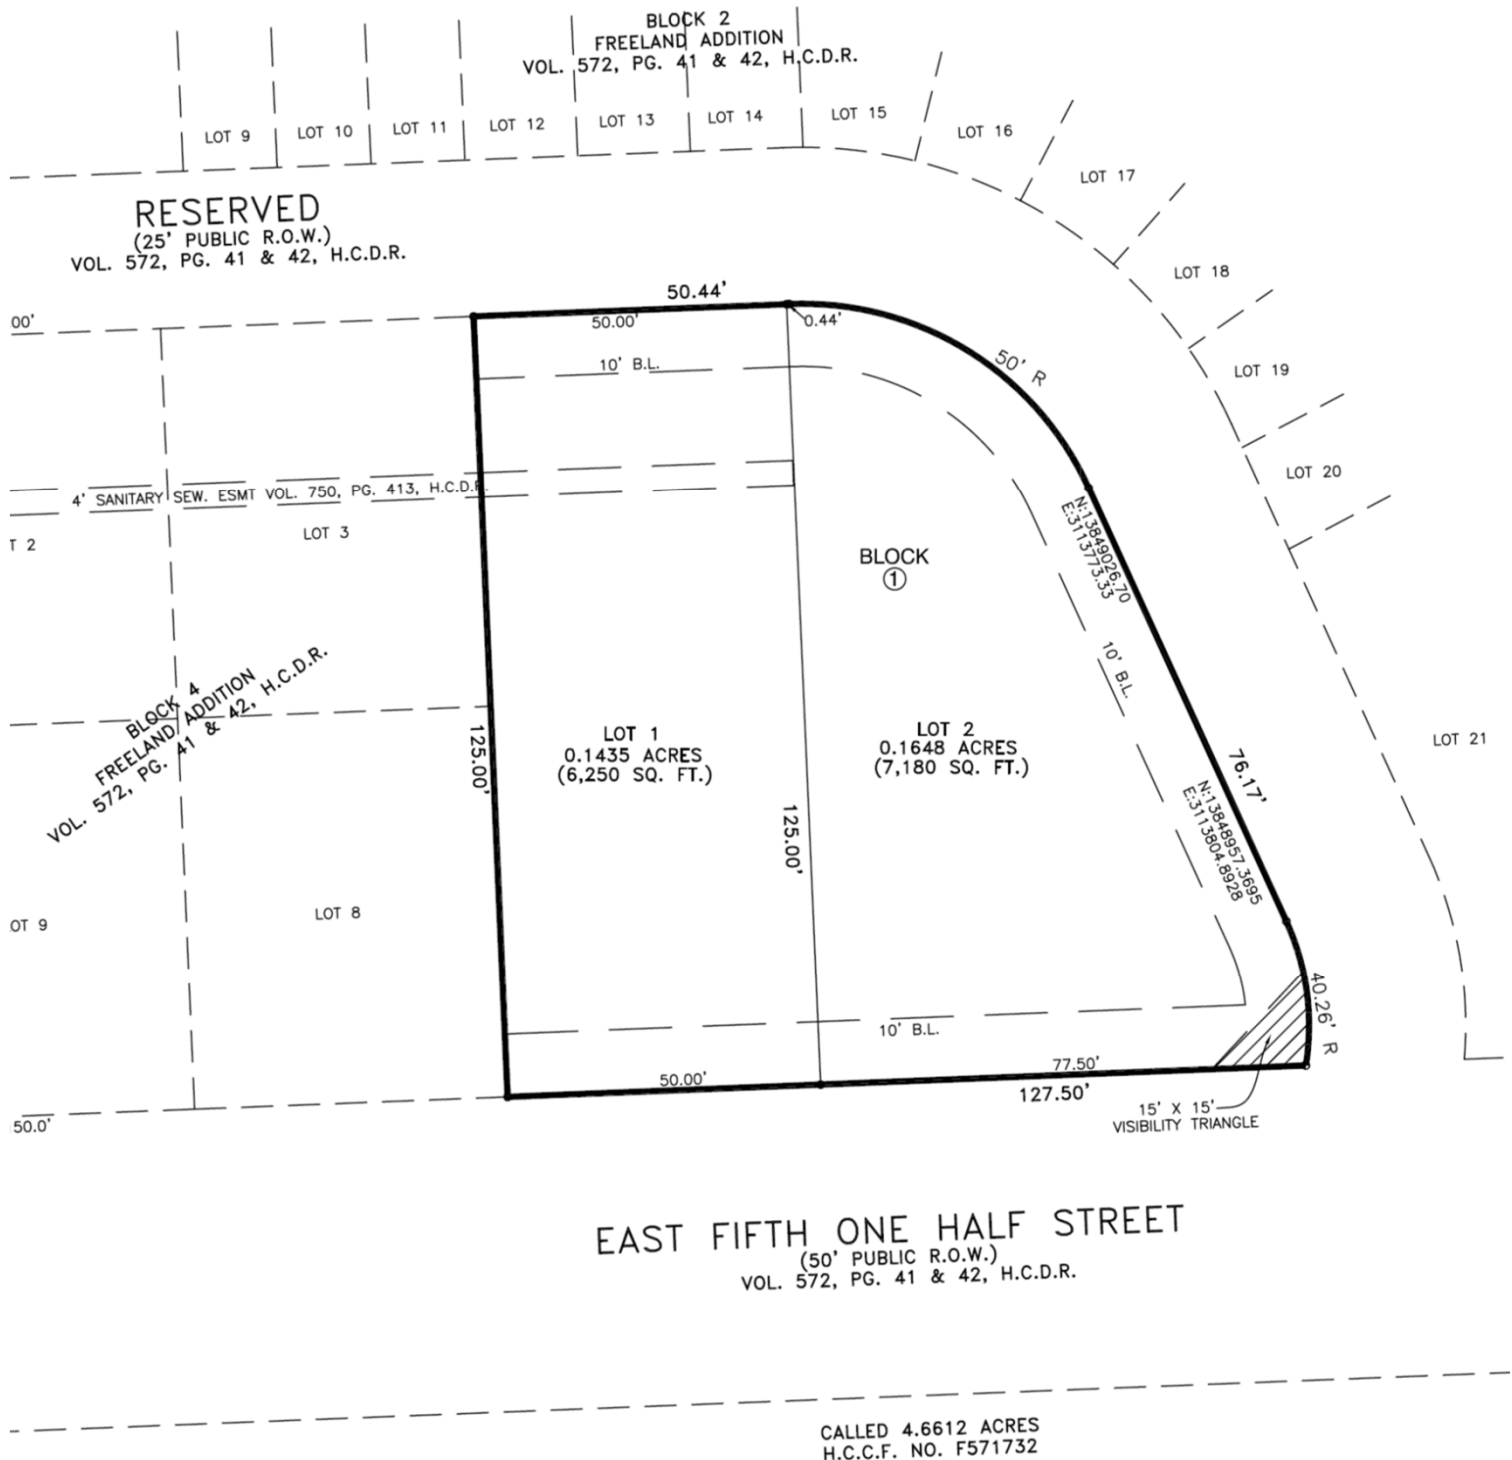 BLOCK 2
FREELAND ADDITION
VOL. 572, PG. 41 & 42, H.C.D.R.
LOT 9
LOT 10
LOT 11
LOT 12
LOT 13
LOT 14
LOT 15
LOT 16
LOT 17
LOT 18
LOT 19
LOT 20
LOT 21
RESERVED
(25' PUBLIC R.O.W.)
VOL. 572, PG. 41 & 42, H.C.D.R.
00'
50.44'
50.00'
0.44'
10' B.L.
50' R
4' SANITARY SEW. ESMT VOL. 750, PG. 413, H.C.D.R.
T 2
LOT 3
BLOCK
1
N:13849026.70
E:3113773.33
10' B.L.
BLOCK 4
FREELAND ADDITION
VOL. 572, PG. 41 & 42, H.C.D.R.
125.00'
LOT 1
0.1435 ACRES
(6,250 SQ. FT.)
LOT 2
0.1648 ACRES
(7,180 SQ. FT.)
125.00'
76.17'
N:13848957.3695
E:3113804.8928
OT 9
LOT 8
40.26' R
10' B.L.
50.00'
77.50'
127.50'
50.0'
15' X 15'
VISIBILITY TRIANGLE
EAST FIFTH ONE HALF STREET
(50' PUBLIC R.O.W.)
VOL. 572, PG. 41 & 42, H.C.D.R.
CALLED 4.6612 ACRES
H.C.C.F. NO. F571732